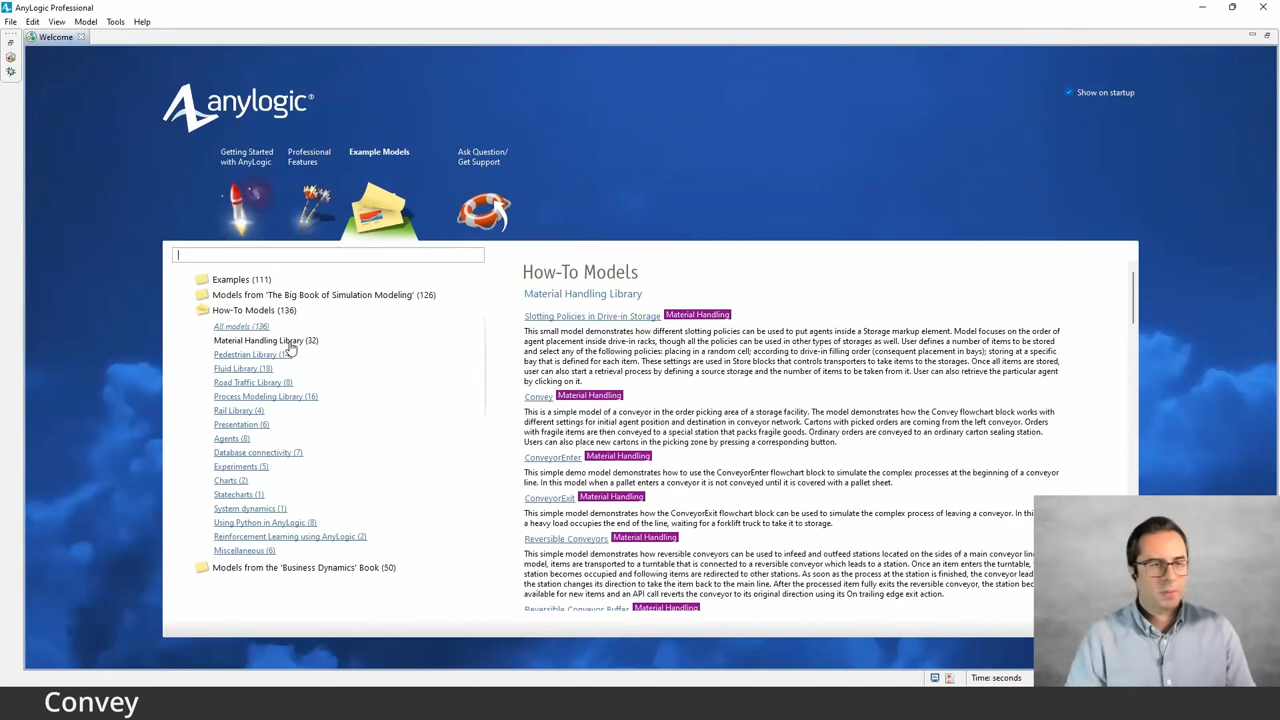 AnyLogic Professional
File Edit View Model Tools Help
Welcome
anylogic®
Show on startup
Getting Started
with AnyLogic
Professional
Features
Example Models
Ask Question/
Get Support
Examples (111)
Models from 'The Big Book of Simulation Modeling' (126)
How-To Models (136)
All models (136)
Material Handling Library (32)
Pedestrian Library
Fluid Library (18)
Road Traffic Library (8)
Process Modeling Library (16)
Rail Library (4)
Presentation (6)
Agents (8)
Database connectivity (7)
Experiments (5)
Charts (2)
Statecharts (1)
System dynamics (1)
Using Python in AnyLogic (8)
Reinforcement Learning using AnyLogic (2)
Miscellaneous (6)
Models from the 'Business Dynamics' Book (50)
How-To Models
Material Handling Library
Slotting Policies in Drive-in Storage Material Handling
This small model demonstrates how different slotting policies can be used to put agents inside a Storage markup element. Model focuses on the order of
agent placement inside drive-in racks, though all the policies can be used in other types of storages as well. User defines a number of items to be stored
and select any of the following policies: placing in a random cell; according to drive-in filling order (consequent placement in bays); storing at a specific
bay that is defined for each item. These settings are used in Store blocks that controls transporters to take items to the storages. Once all items are stored,
user can also start a retrieval process by defining a source storage and the number of items to be taken from it. User can also retrieve the particular agent
by clicking on it.
Convey Material Handling
This is a simple model of a conveyor in the order picking area of a storage facility. The model demonstrates how the Convey flowchart block works with
different settings for initial agent position and destination in conveyor network. Cartons with picked orders are coming from the left conveyor. Orders
with fragile items are then conveyed to a special station that packs fragile goods. Ordinary orders are conveyed to an ordinary carton sealing station.
Users can also place new cartons in the picking zone by pressing a corresponding button.
ConveyorEnter Material Handling
This simple demo model demonstrates how to use the ConveyorEnter flowchart block to simulate the complex processes at the beginning of a conveyor
line. In this model when a pallet enters a conveyor it is not conveyed until it is covered with a pallet sheet.
ConveyorExit Material Handling
This simple model shows how the ConveyorExit flowchart block can be used to simulate the complex process of leaving a conveyor. In thi
a heavy load occupies the end of the line, waiting for a forklift truck to take it to storage.
Reversible Conveyors Material Handling
This simple model demonstrates how reversible conveyors can be used to infeed and outfeed stations located on the sides of a main conveyor lin
model, items are transported to a turntable that is connected to a reversible conveyor which leads to a station. Once an item enters the turntable,
station becomes occupied and following items are redirected to other stations. As soon as the process at the station is finished, the conveyor lead
the station changes its direction to take the item back to the main line. After the processed item fully exits the reversible conveyor, the station bec
available for new items and an API call reverts the conveyor to its original direction using its On trailing edge exit action.
Reversible Conveyor Buffer Material Handling
Time: seconds
Convey